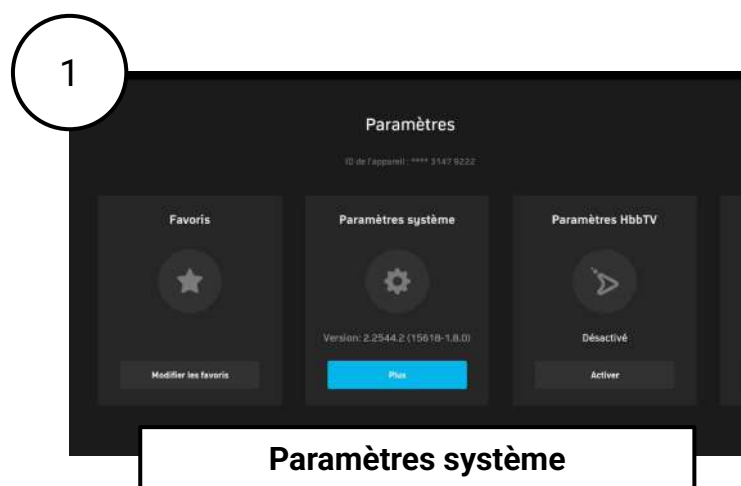 1
Paramètres
ID de l'appareil : **** 3147 9222
Favoris
Paramètres système
Paramètres HbbTV
Version: 2.2544.2 (15618-1.8.0)
Désactivé
Modifier les favoris
Plus
Activer
Paramètres système